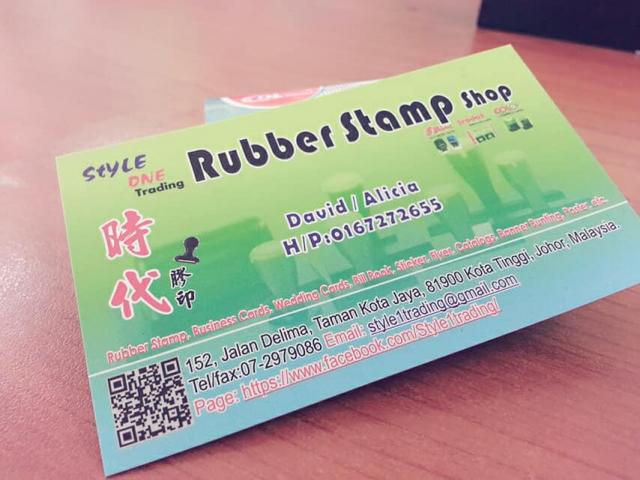 StYLE ONE Trading
Rubber Stamp Shop
時代
膠印
David / Alicia
H/P:0167272655
Rubber Stamp, Business Cards, Wedding Cards, Bill Book, Sticker, Flyer, Catalogs, Banner Bunting, Poster, etc.
152, Jalan Delima, Taman Kota Jaya, 81900 Kota Tinggi, Johor, Malaysia.
Tel/fax:07-2979086 Email: style1trading@gmail.com
Page: https://www.facebook.com/Style1trading/